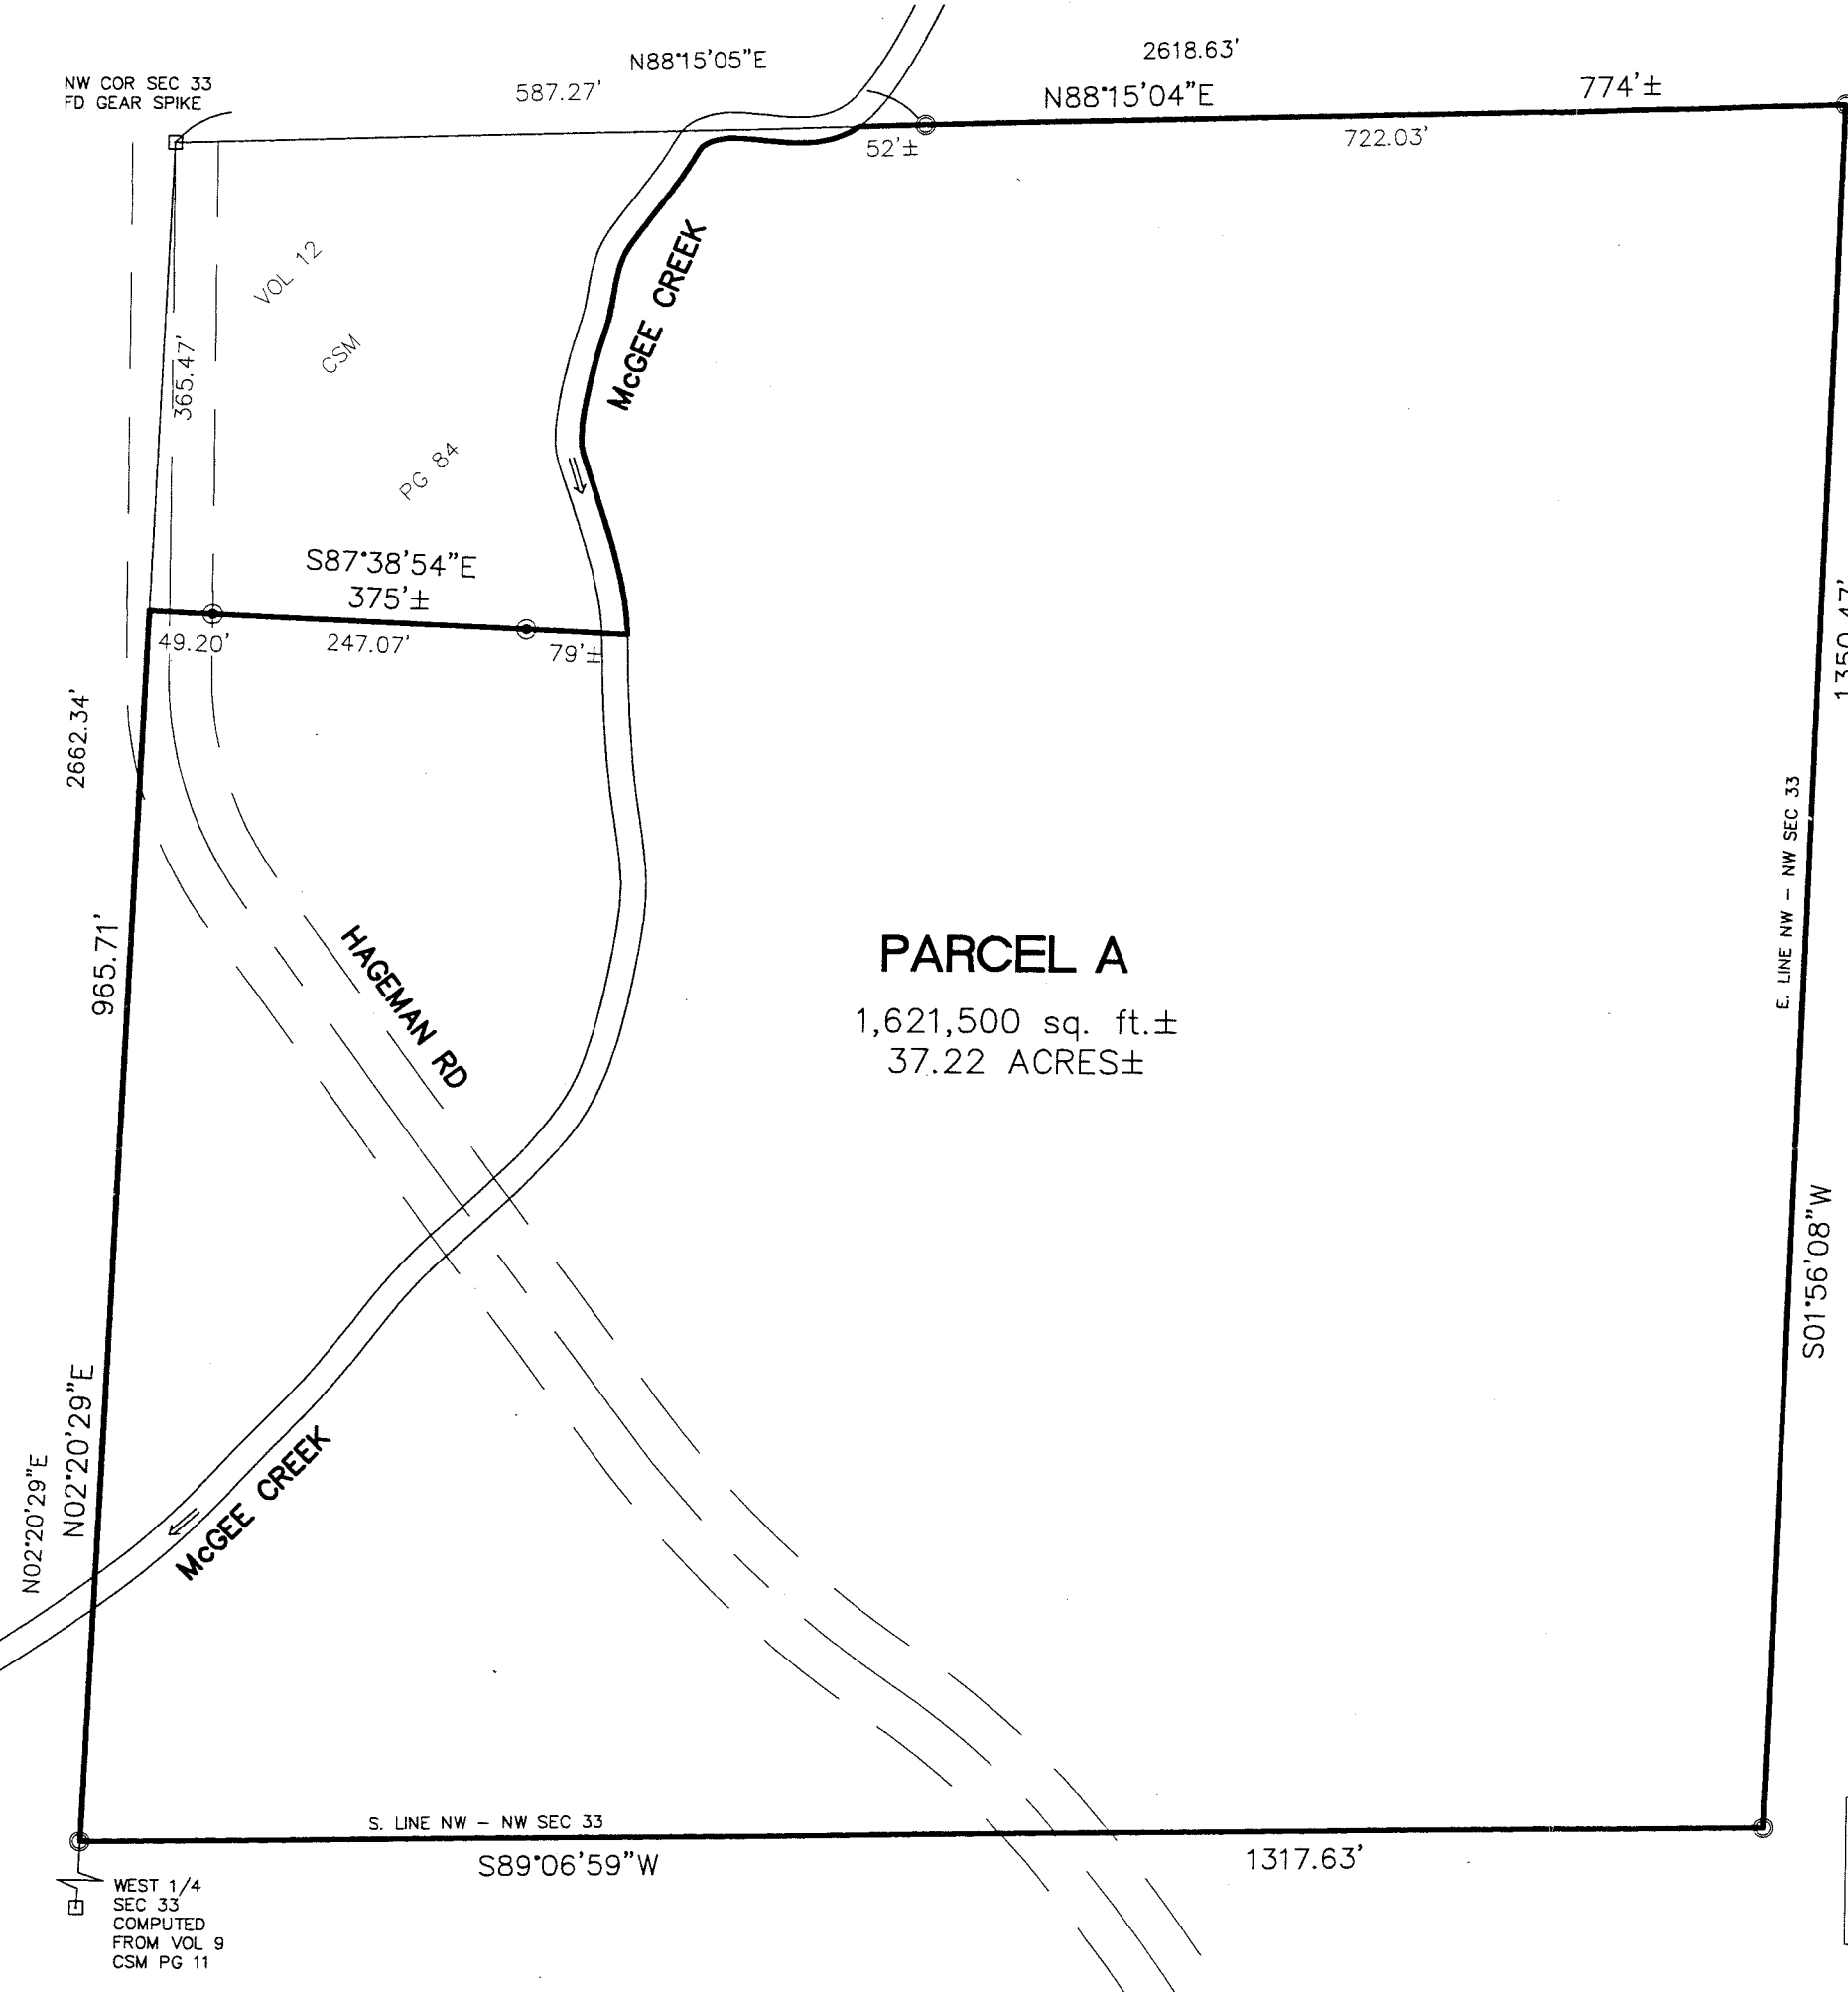 N88°15'05"E
2618.63'
NW COR SEC 33
FD GEAR SPIKE
587.27'
N88°15'04"E
774'±
52'±
722.03'
VOL 12
CSM
PG 84
365.47'
McGEE CREEK
S87°38'54"E
375'±
49.20'
247.07'
79'±
1350.47'
2662.34'
E. LINE NW - NW SEC 33
965.71'
HAGEMAN RD
PARCEL A
1,621,500 sq. ft.±
37.22 ACRES±
S01°56'08"W
N02°20'29"E
N02°20'29"E
McGEE CREEK
S. LINE NW - NW SEC 33
S89°06'59"W
1317.63'
WEST 1/4
SEC 33
COMPUTED
FROM VOL 9
CSM PG 11